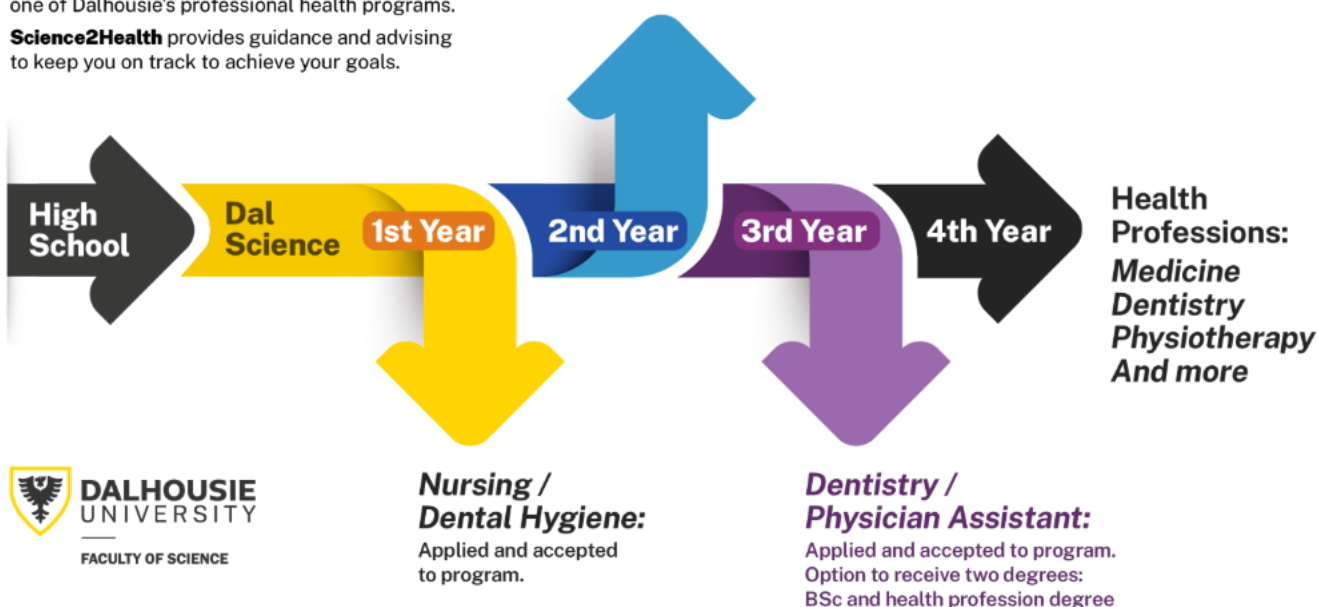 one of Dalhousie's professional health programs.
Science2Health provides guidance and advising
to keep you on track to achieve your goals.
High
School
Dal
Science
1st Year
2nd Year
3rd Year
4th Year
Health
Professions:
Medicine
Dentistry
Physiotherapy
And more
DALHOUSIE
UNIVERSITY
FACULTY OF SCIENCE
Nursing /
Dental Hygiene:
Applied and accepted
to program.
Dentistry /
Physician Assistant:
Applied and accepted to program.
Option to receive two degrees:
BSc and health profession degree